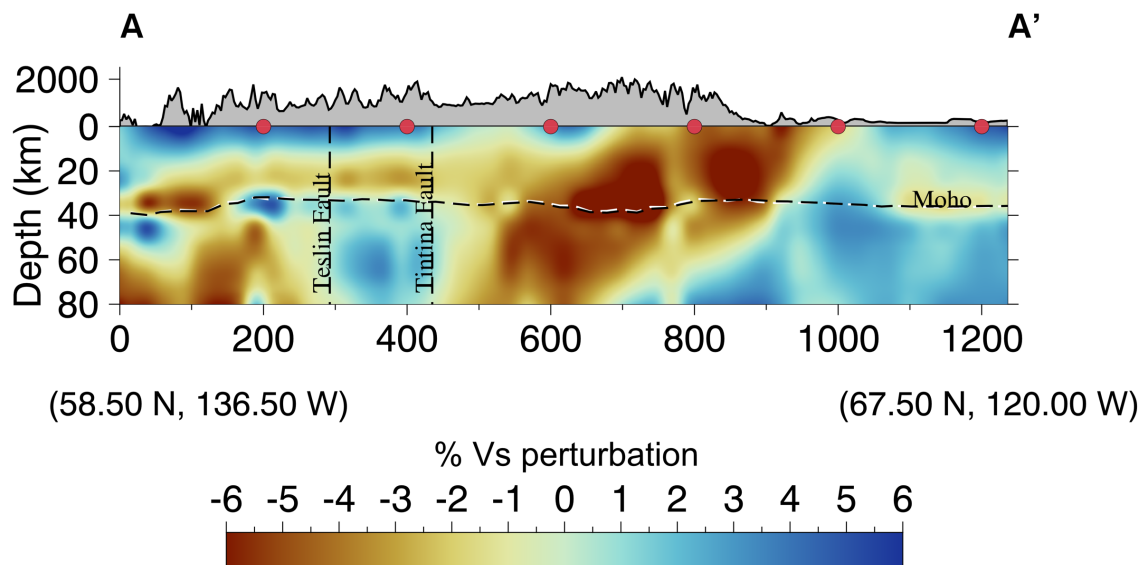 A A’
2000
0
20
40
60
80
Depth (km)
Teslin Fault
Tintina Fault
Moho
0 200 400 600 800 1000 1200
(58.50 N, 136.50 W) (67.50 N, 120.00 W)
% Vs perturbation
-6 -5 -4 -3 -2 -1 0 1 2 3 4 5 6